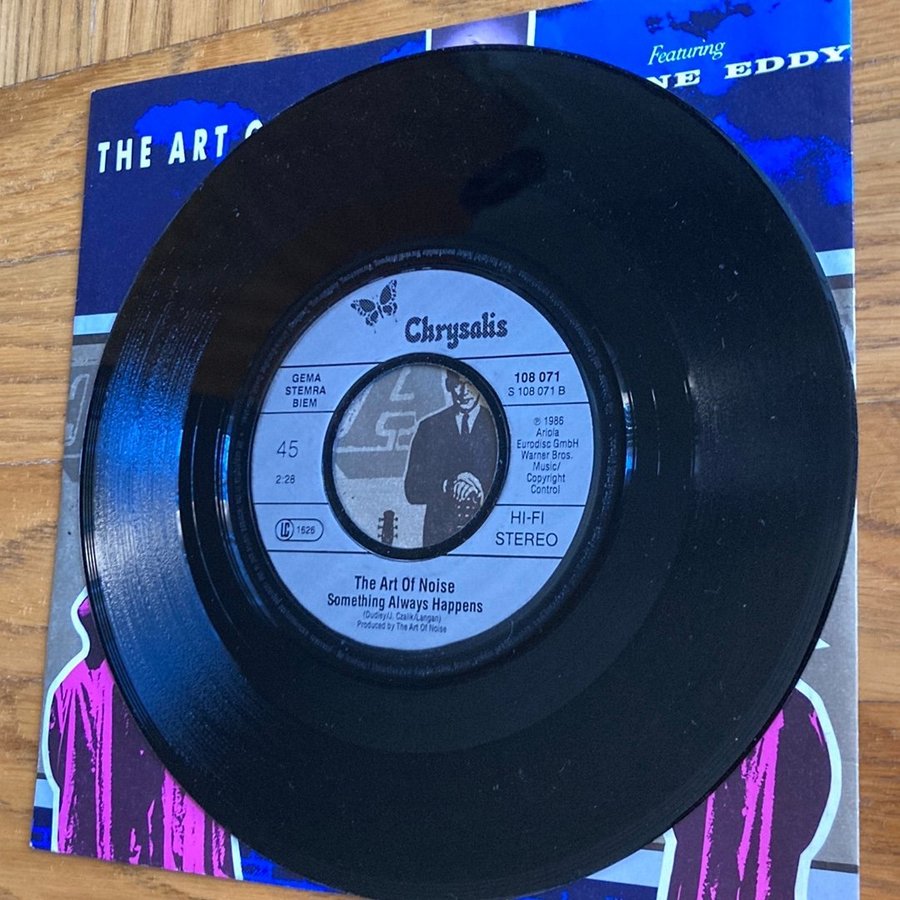 Featuring
NE EDDY
THE ART
Chrysalis
GEMA
STEMRA
BIEM
108 071
S 108 071 B
45
2:28
℗ 1986
Ariola
Eurodisc GmbH
Warner Bros.
Music/
Copyright
Control
LC 1626
HI-FI
STEREO
The Art Of Noise
Something Always Happens
(Dudley/J. Czalik/Langan)
Produced by The Art Of Noise